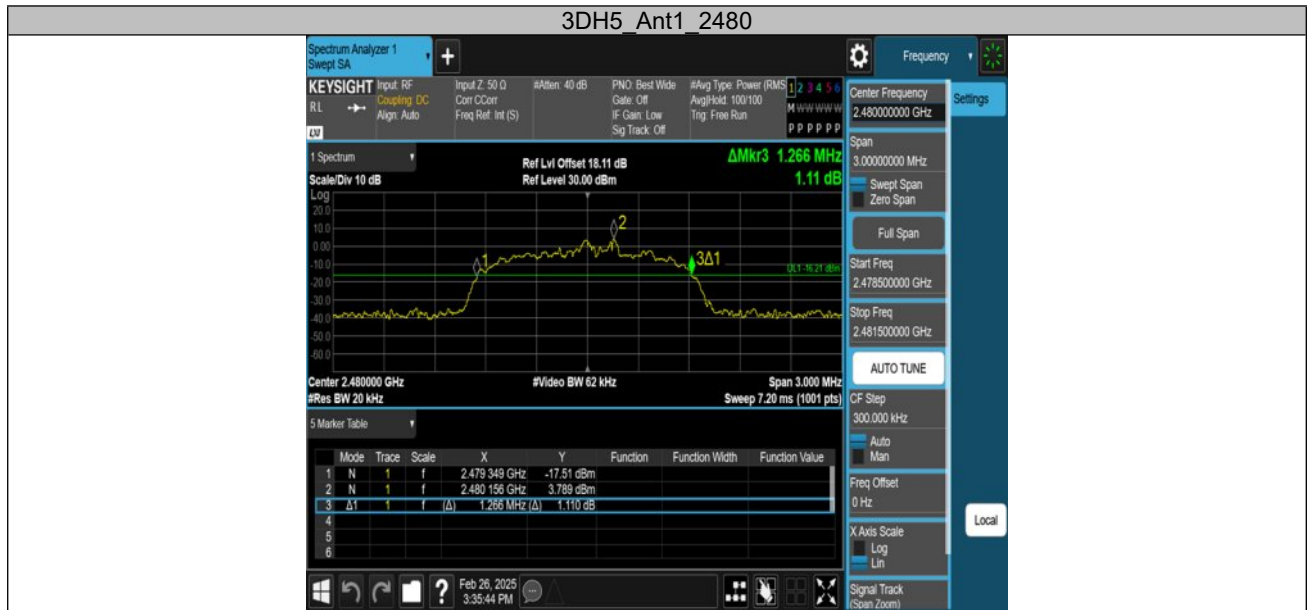 3DH5_Ant1_2480
Spectrum Analyzer 1
Swept SA
+
Frequency
KEYSIGHT
RL
LXI
Input: RF
Coupling: DC
Align: Auto
Input Z: 50 Ω
Corr CCorr
Freq Ref: Int (S)
#Atten: 40 dB
PNO: Best Wide
Gate: Off
IF Gain: Low
Sig Track: Off
#Avg Type: Power (RMS
Avg|Hold: 100/100
Trig: Free Run
1 2 3 4 5 6
M W W W W W
P P P P P P
1 Spectrum
Scale/Div 10 dB
Ref Lvl Offset 18.11 dB
Ref Level 30.00 dBm
ΔMkr3 1.266 MHz
1.11 dB
Log
20.0
10.0
0.00
-10.0
-20.0
-30.0
-40.0
-50.0
-60.0
1
2
3Δ1
DL1 -16.21 dBm
Center 2.480000 GHz
#Res BW 20 kHz
#Video BW 62 kHz
Span 3.000 MHz
Sweep 7.20 ms (1001 pts)
5 Marker Table
Mode Trace Scale X Y Function Function Width Function Value
1 N 1 f 2.479 349 GHz -17.51 dBm
2 N 1 f 2.480 156 GHz 3.789 dBm
3 Δ1 1 f (Δ) 1.266 MHz (Δ) 1.110 dB
4
5
6
?
Feb 26, 2025
3:35:44 PM
Center Frequency
2.480000000 GHz
Settings
Span
3.00000000 MHz
Swept Span
Zero Span
Full Span
Start Freq
2.478500000 GHz
Stop Freq
2.481500000 GHz
AUTO TUNE
CF Step
300.000 kHz
Auto
Man
Freq Offset
0 Hz
X Axis Scale
Log
Lin
Local
Signal Track
(Span Zoom)